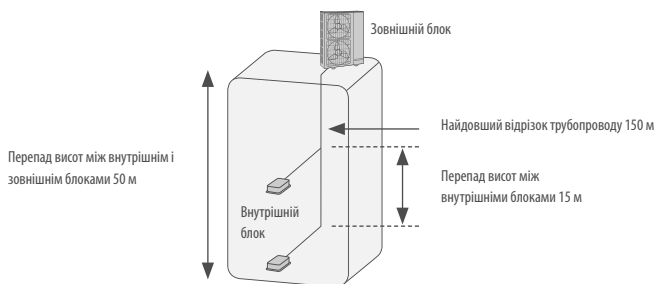 Зовнішній блок
Найдовший відрізок трубопроводу 150 м
Перепад висот між внутрішнім і
зовнішнім блоками 50 м
Перепад висот між
внутрішніми блоками 15 м
Внутрішній
блок